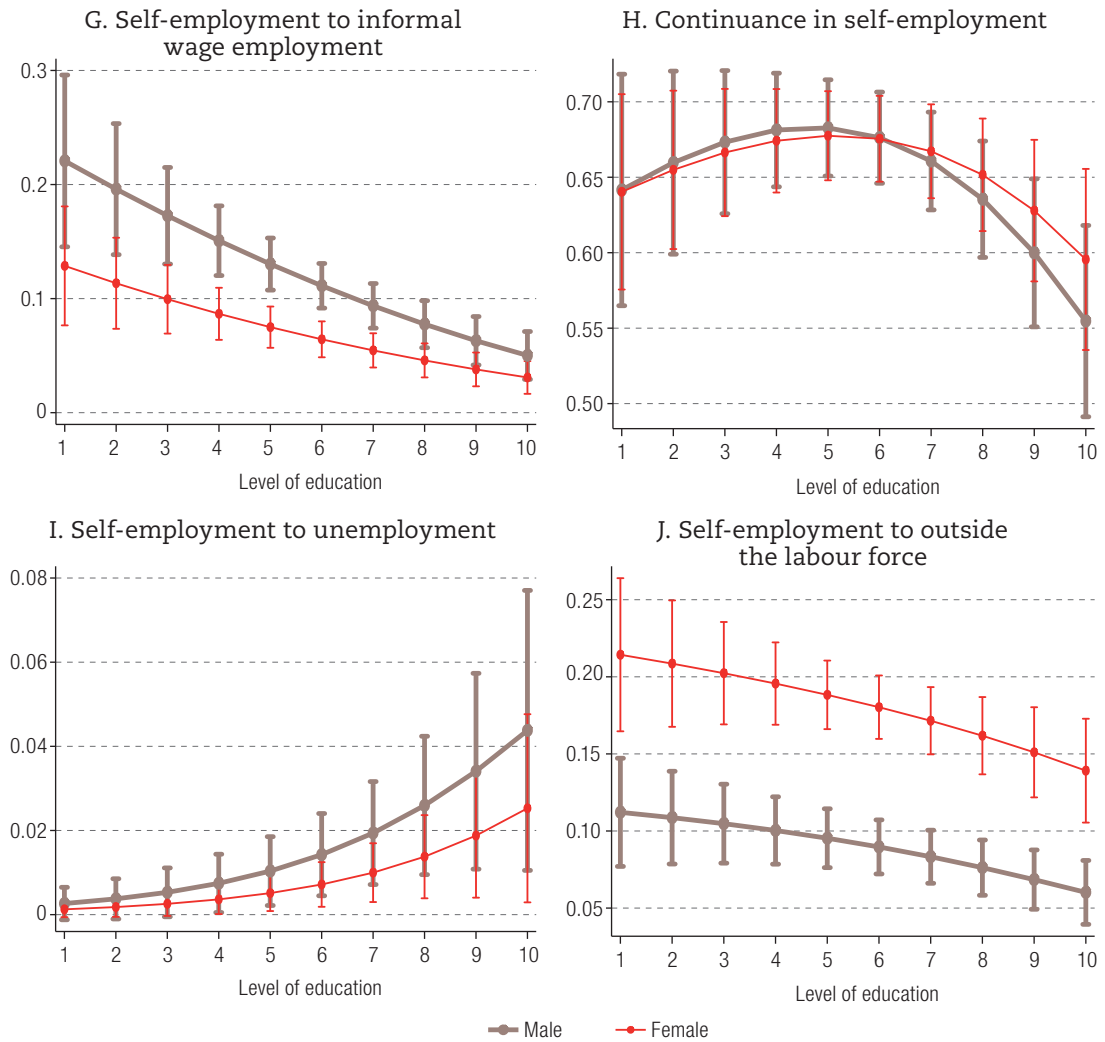 G. Self-employment to informal
wage employment
0.3
0.2
0.1
0
1 2 3 4 5 6 7 8 9 10
Level of education
H. Continuance in self-employment
0.70
0.65
0.60
0.55
0.50
1 2 3 4 5 6 7 8 9 10
Level of education
I. Self-employment to unemployment
0.08
0.06
0.04
0.02
0
1 2 3 4 5 6 7 8 9 10
Level of education
J. Self-employment to outside
the labour force
0.25
0.20
0.15
0.10
0.05
1 2 3 4 5 6 7 8 9 10
Level of education
Male Female